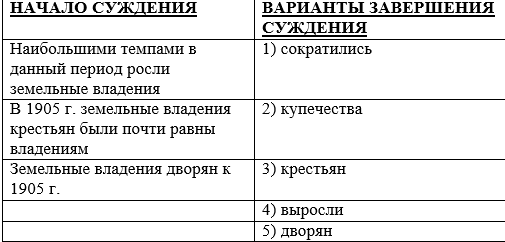 НАЧАЛО СУЖДЕНИЯ
ВАРИАНТЫ ЗАВЕРШЕНИЯ
СУЖДЕНИЯ
Наибольшими темпами в
данный период росли
земельные владения
1) сократились
В 1905 г. земельные владения
крестьян были почти равны
владениям
2) купечества
Земельные владения дворян к
1905 г.
3) крестьян
4) выросли
5) дворян